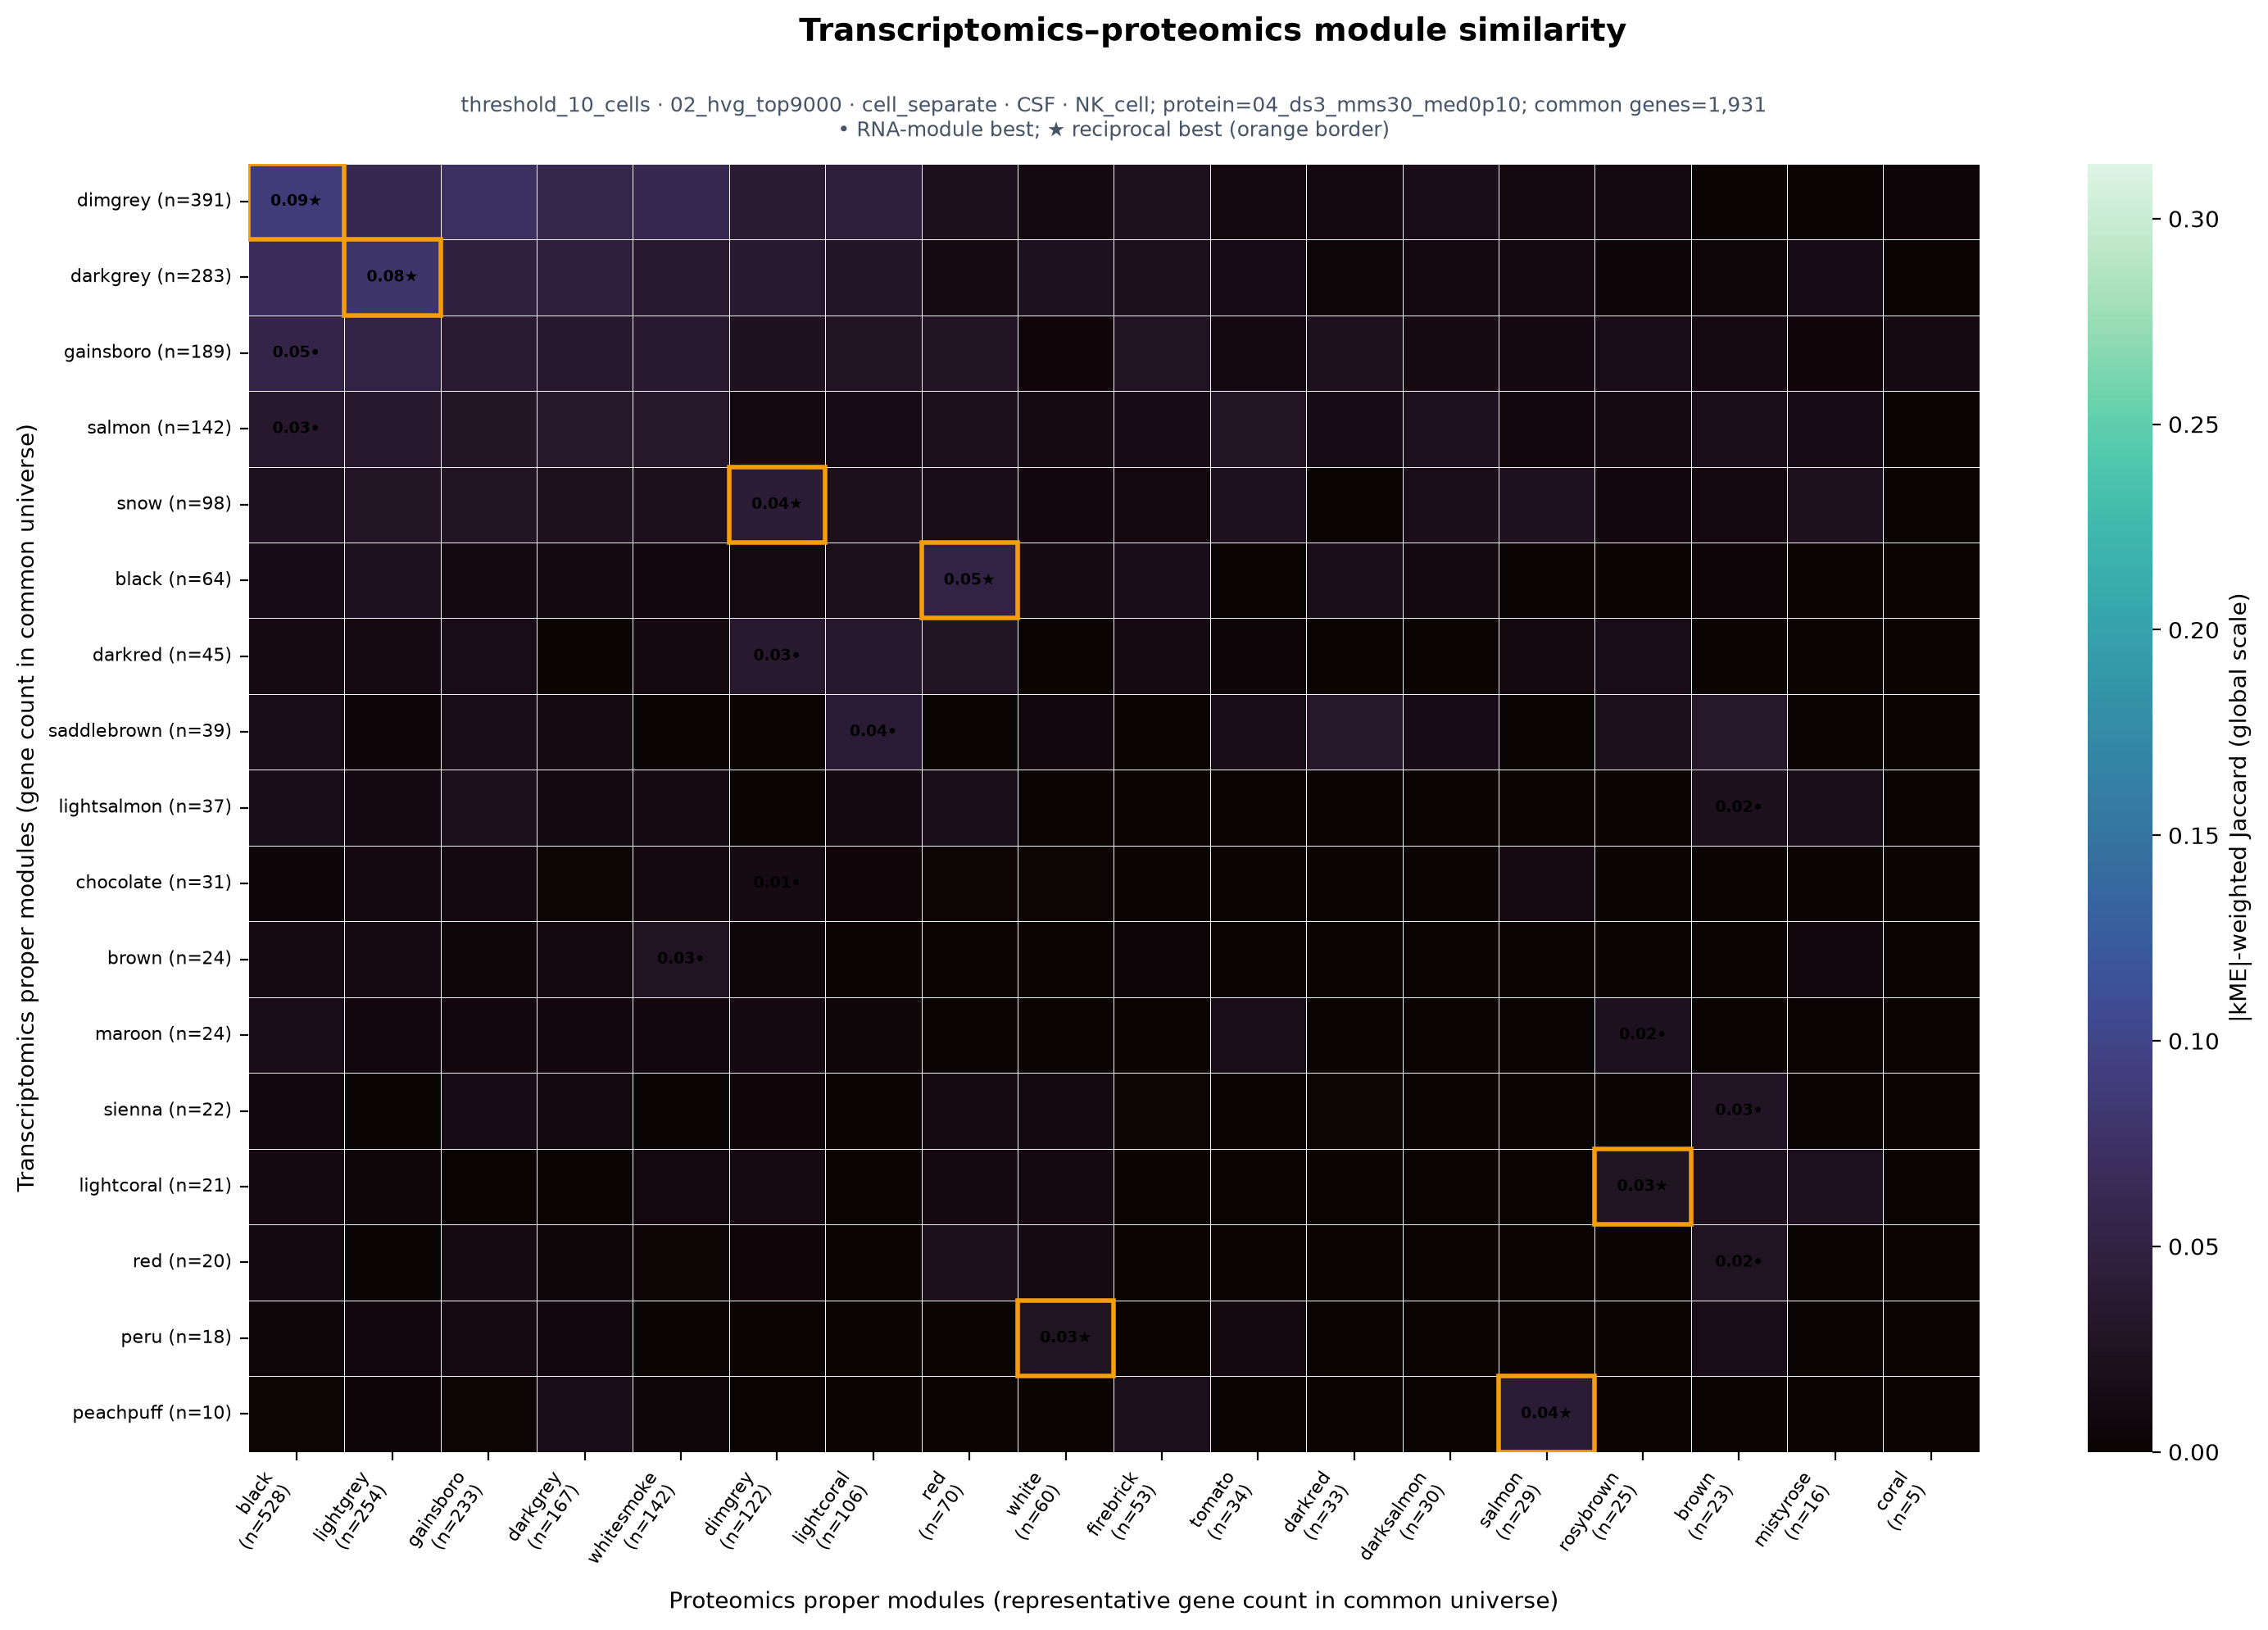 Transcriptomics–proteomics module similarity
threshold_10_cells · 02_hvg_top9000 · cell_separate · CSF · NK_cell; protein=04_ds3_mms30_med0p10; common genes=1,931
• RNA-module best; ★ reciprocal best (orange border)
Transcriptomics proper modules (gene count in common universe)
dimgrey (n=391)
0.09★
darkgrey (n=283)
0.08★
gainsboro (n=189)
0.05•
salmon (n=142)
0.03•
snow (n=98)
0.04★
black (n=64)
0.05★
darkred (n=45)
0.03•
saddlebrown (n=39)
0.04•
lightsalmon (n=37)
0.02•
chocolate (n=31)
0.01•
brown (n=24)
0.03•
maroon (n=24)
0.02•
sienna (n=22)
0.03•
lightcoral (n=21)
0.03★
red (n=20)
0.02•
peru (n=18)
0.03★
peachpuff (n=10)
0.04★
black
(n=528)
lightgrey
(n=254)
gainsboro
(n=233)
darkgrey
(n=167)
whitesmoke
(n=142)
dimgrey
(n=122)
lightcoral
(n=106)
red
(n=70)
white
(n=60)
firebrick
(n=53)
tomato
(n=34)
darkred
(n=33)
darksalmon
(n=30)
salmon
(n=29)
rosybrown
(n=25)
brown
(n=23)
mistyrose
(n=16)
coral
(n=5)
Proteomics proper modules (representative gene count in common universe)
0.30
0.25
0.20
0.15
0.10
0.05
0.00
|kME|-weighted Jaccard (global scale)